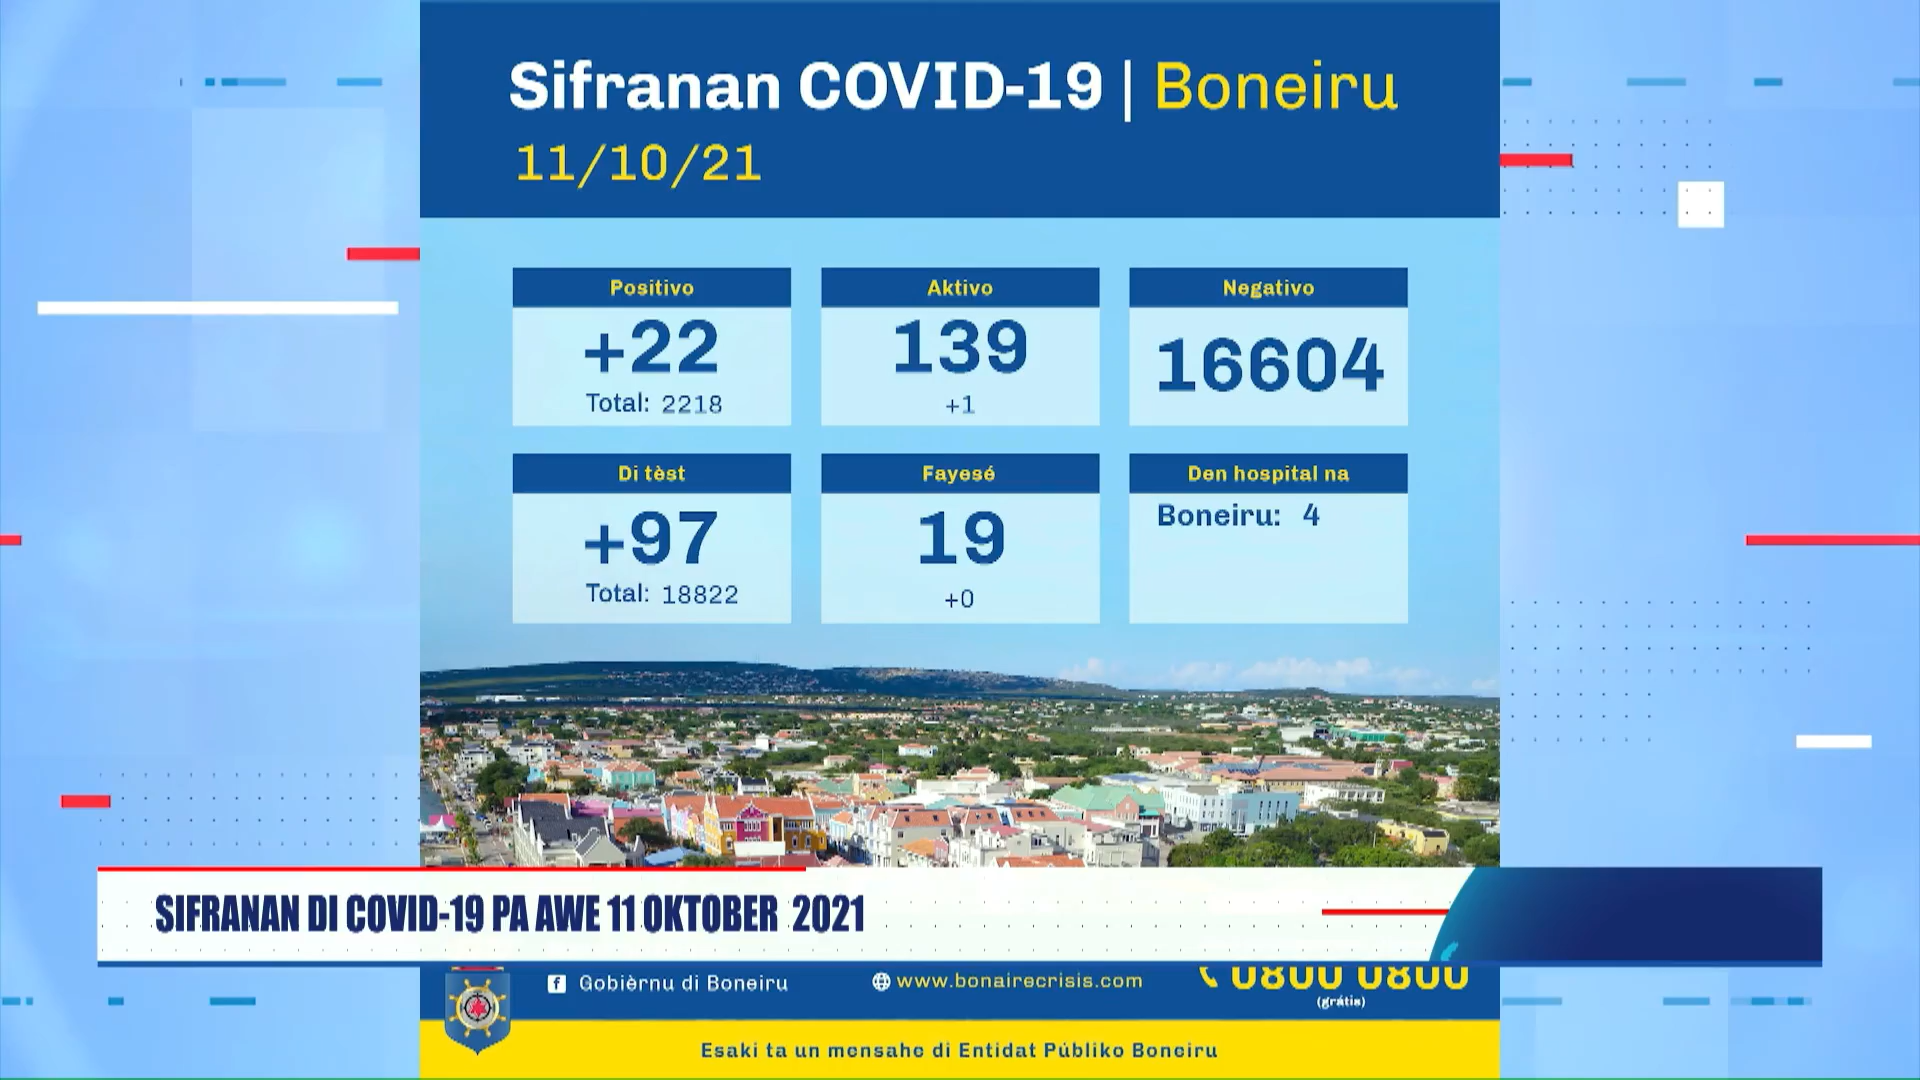 Sifranan COVID-19 | Boneiru
11/10/21
Positivo
+22
Total: 2218
Aktivo
139
+1
Negativo
16604
Di tèst
+97
Total: 18822
Fayesé
19
+0
Den hospital na
Boneiru: 4
SIFRANAN DI COVID-19 PA AWE 11 OKTOBER 2021
Gobièrnu di Boneiru
www.bonairecrisis.com
0800 0800
(grátis)
Esaki ta un mensahe di Entidat Públiko Boneiru